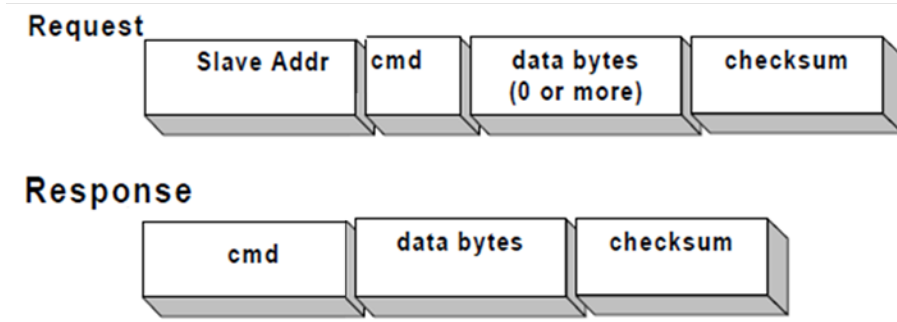 Request
Slave Addr
cmd
data bytes
(0 or more)
checksum
Response
cmd
data bytes
checksum